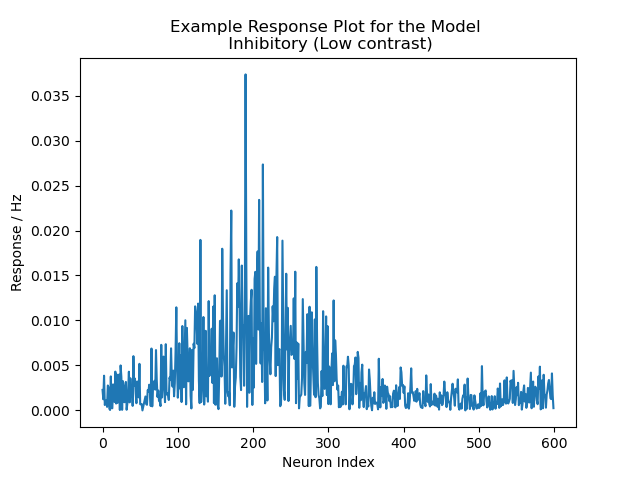 Example Response Plot for the Model
Inhibitory (Low contrast)
Response / Hz
0.035
0.030
0.025
0.020
0.015
0.010
0.005
0.000
0 100 200 300 400 500 600
Neuron Index